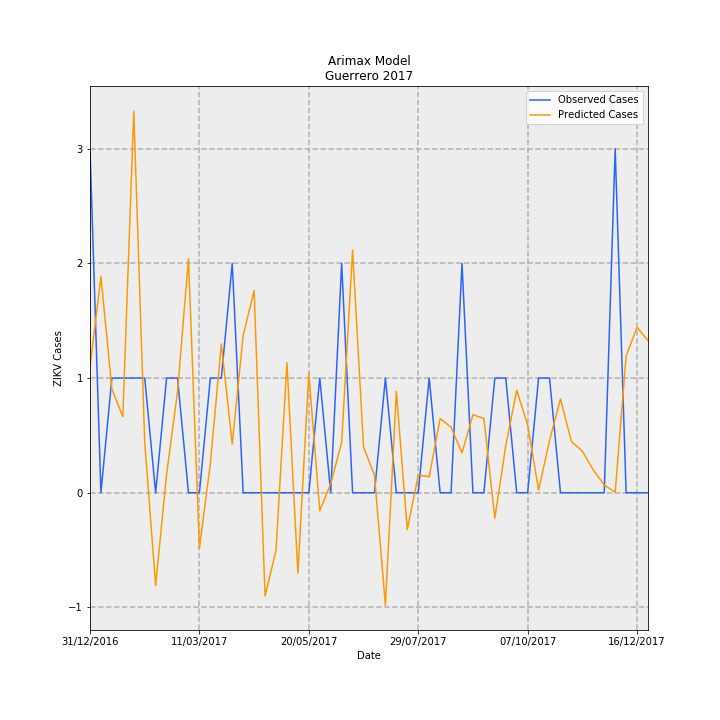 Arimax Model
Guerrero 2017
Observed Cases
Predicted Cases
3
2
1
0
−1
ZIKV Cases
31/12/2016 11/03/2017 20/05/2017 29/07/2017 07/10/2017 16/12/2017
Date